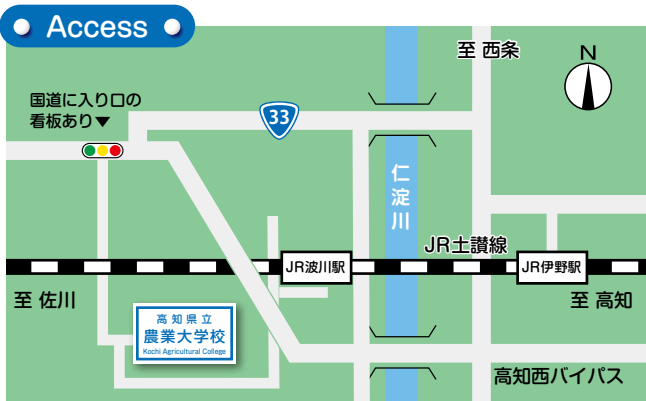 Access
至 西条
N
国道に入り口の
看板あり▼
33
仁淀川
JR土讃線
JR波川駅
JR伊野駅
至 佐川
至 高知
高知県立
農業大学校
Kochi Agricultural College
高知西バイパス